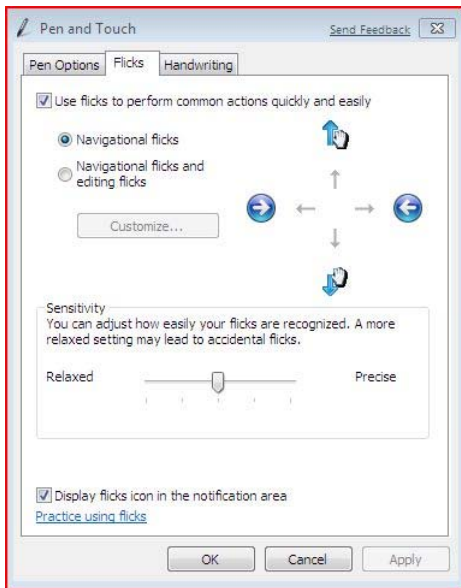 Pen and Touch
Send Feedback
Pen Options
Flicks
Handwriting
Use flicks to perform common actions quickly and easily
Navigational flicks
Navigational flicks and
editing flicks
Customize...
Sensitivity
You can adjust how easily your flicks are recognized. A more
relaxed setting may lead to accidental flicks.
Relaxed
Precise
Display flicks icon in the notification area
Practice using flicks
OK
Cancel
Apply